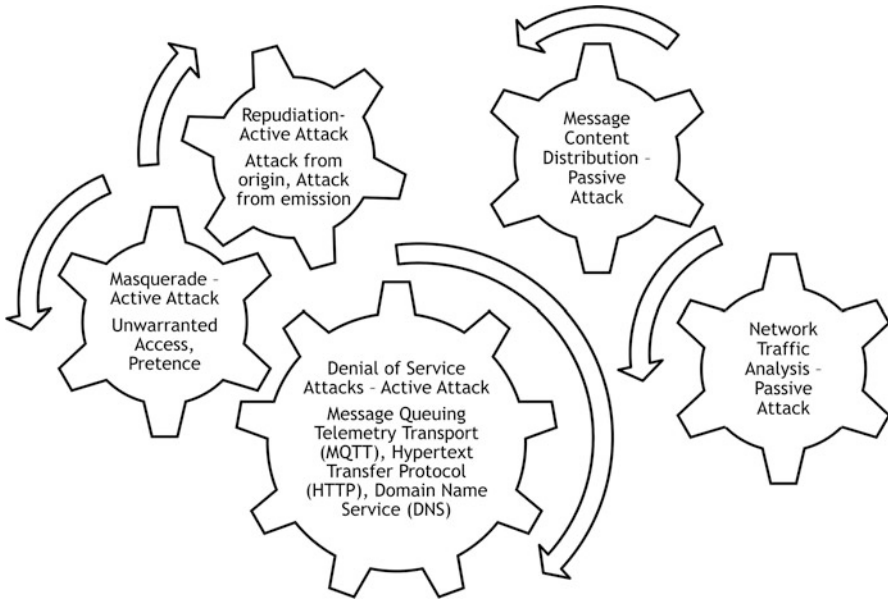 Repudiation-
Active Attack
Attack from
origin, Attack
from emission
Message
Content
Distribution –
Passive
Attack
Masquerade –
Active Attack
Unwarranted
Access,
Pretence
Denial of Service
Attacks – Active Attack
Message Queuing
Telemetry Transport
(MQTT), Hypertext
Transfer Protocol
(HTTP), Domain Name
Service (DNS)
Network
Traffic
Analysis –
Passive
Attack